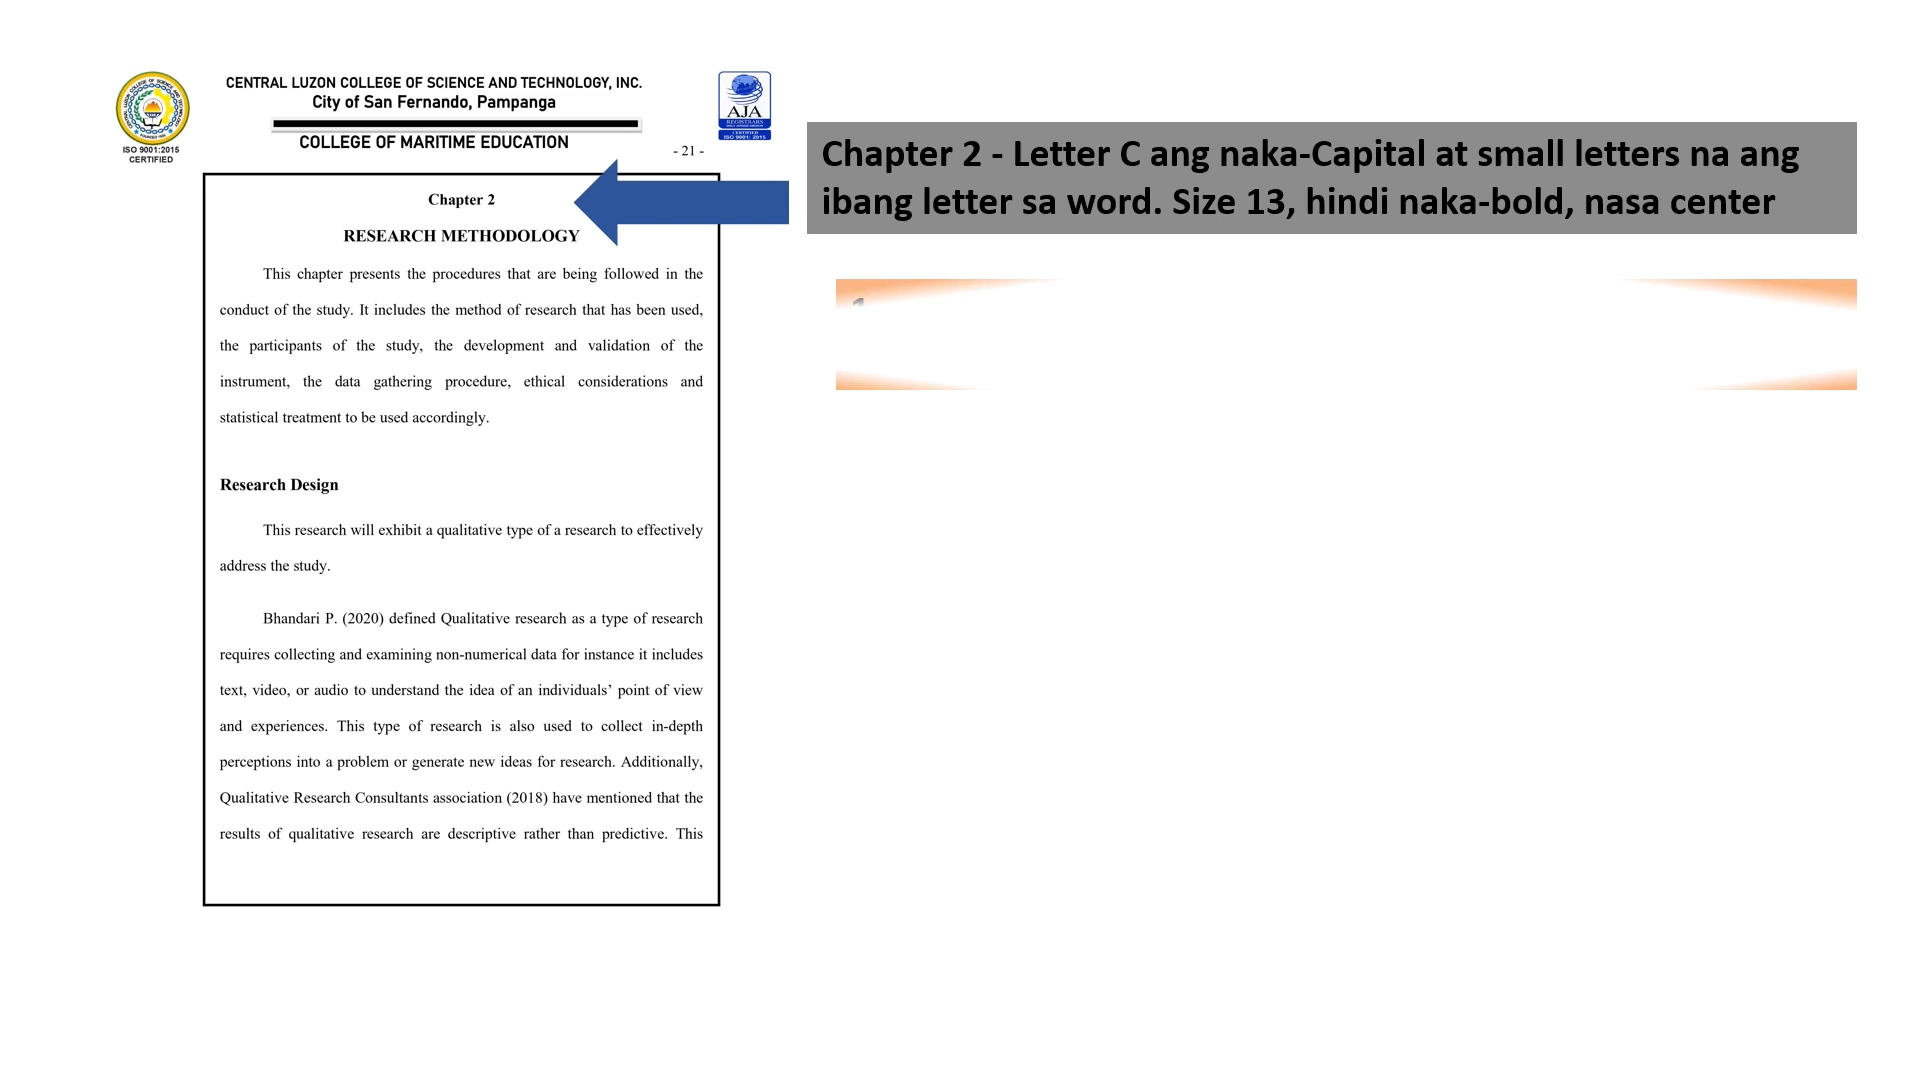 CENTRAL LUZON COLLEGE OF SCIENCE AND TECHNOLOGY, INC.
City of San Fernando, Pampanga
COLLEGE OF MARITIME EDUCATION
ISO 9001:2015
CERTIFIED
AJA
REGISTRARS
CERTIFIED
ISO 9001: 2015
- 21 -
Chapter 2
RESEARCH METHODOLOGY
This chapter presents the procedures that are being followed in the
conduct of the study. It includes the method of research that has been used,
the participants of the study, the development and validation of the
instrument, the data gathering procedure, ethical considerations and
statistical treatment to be used accordingly.
Research Design
This research will exhibit a qualitative type of a research to effectively
address the study.
Bhandari P. (2020) defined Qualitative research as a type of research
requires collecting and examining non-numerical data for instance it includes
text, video, or audio to understand the idea of an individuals’ point of view
and experiences. This type of research is also used to collect in-depth
perceptions into a problem or generate new ideas for research. Additionally,
Qualitative Research Consultants association (2018) have mentioned that the
results of qualitative research are descriptive rather than predictive. This
Chapter 2 - Letter C ang naka-Capital at small letters na ang
ibang letter sa word. Size 13, hindi naka-bold, nasa center